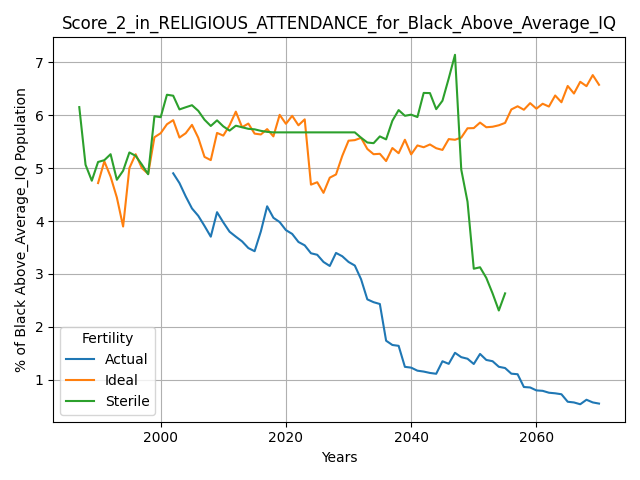 Score_2_in_RELIGIOUS_ATTENDANCE_for_Black_Above_Average_IQ
% of Black Above_Average_IQ Population
7
6
5
4
3
2
1
Fertility
Actual
Ideal
Sterile
2000 2020 2040 2060
Years